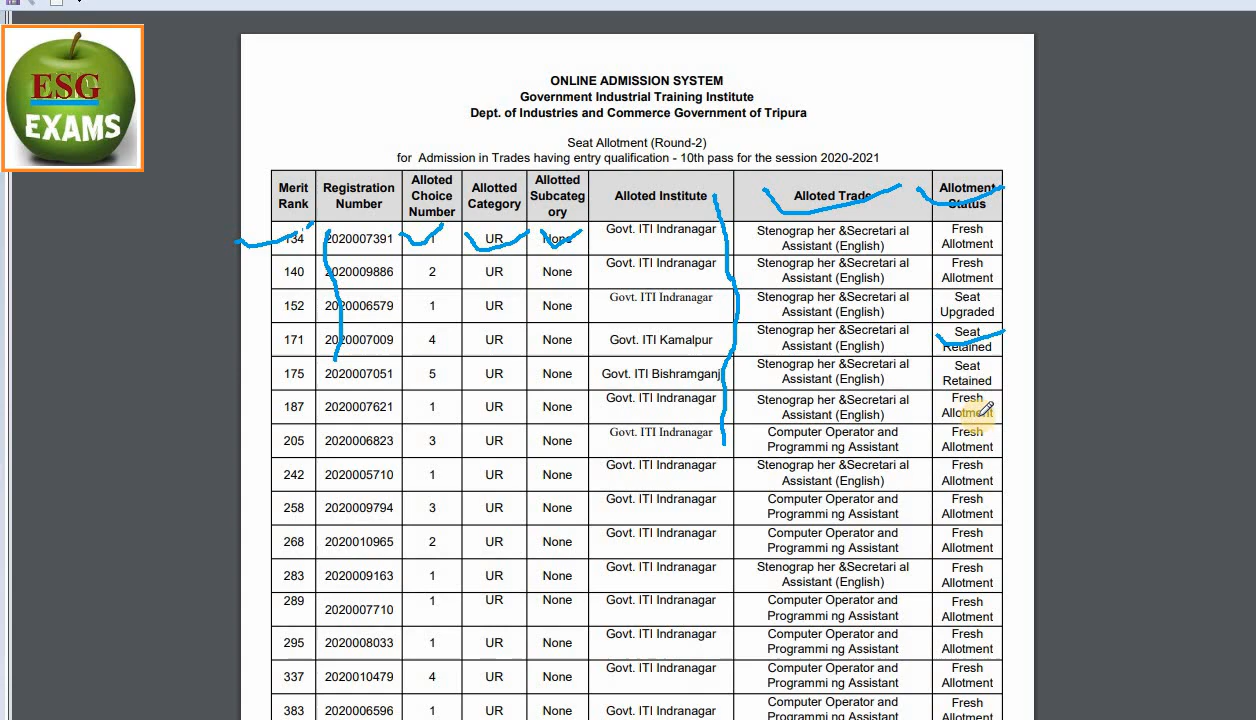 ESG
EXAMS
ONLINE ADMISSION SYSTEM
Government Industrial Training Institute
Dept. of Industries and Commerce Government of Tripura
Seat Allotment (Round-2)
for Admission in Trades having entry qualification - 10th pass for the session 2020-2021
Merit Rank Registration Number Alloted Choice Number Allotted Category Allotted Subcateg ory Alloted Institute Alloted Trade Allotment Status
134 2020007391 1 UR None Govt. ITI Indranagar Stenograp her &Secretari al Assistant (English) Fresh Allotment
140 2020009886 2 UR None Govt. ITI Indranagar Stenograp her &Secretari al Assistant (English) Fresh Allotment
152 2020006579 1 UR None Govt. ITI Indranagar Stenograp her &Secretari al Assistant (English) Seat Upgraded
171 2020007009 4 UR None Govt. ITI Kamalpur Stenograp her &Secretari al Assistant (English) Seat Retained
175 2020007051 5 UR None Govt. ITI Bishramganj Stenograp her &Secretari al Assistant (English) Seat Retained
187 2020007621 1 UR None Govt. ITI Indranagar Stenograp her &Secretari al Assistant (English) Fresh Allotment
205 2020006823 3 UR None Govt. ITI Indranagar Computer Operator and Programmi ng Assistant Fresh Allotment
242 2020005710 1 UR None Govt. ITI Indranagar Stenograp her &Secretari al Assistant (English) Fresh Allotment
258 2020009794 3 UR None Govt. ITI Indranagar Computer Operator and Programmi ng Assistant Fresh Allotment
268 2020010965 2 UR None Govt. ITI Indranagar Computer Operator and Programmi ng Assistant Fresh Allotment
283 2020009163 1 UR None Govt. ITI Indranagar Stenograp her &Secretari al Assistant (English) Fresh Allotment
289 2020007710 1 UR None Govt. ITI Indranagar Computer Operator and Programmi ng Assistant Fresh Allotment
295 2020008033 1 UR None Govt. ITI Indranagar Computer Operator and Programmi ng Assistant Fresh Allotment
337 2020010479 4 UR None Govt. ITI Indranagar Computer Operator and Programmi ng Assistant Fresh Allotment
383 2020006596 1 UR None Govt. ITI Indranagar Computer Operator and Programmi ng Assistant Fresh Allotment